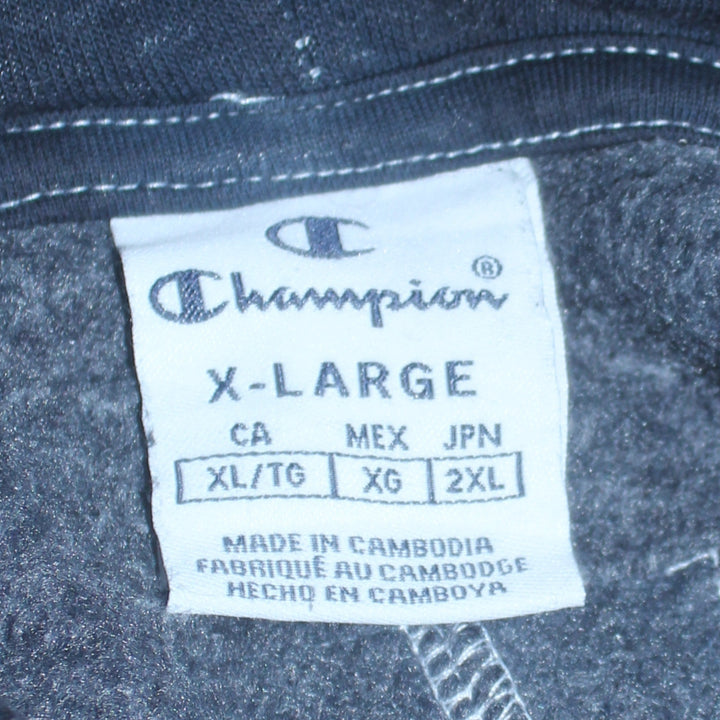 Champion®
X-LARGE
CA MEX JPN
XL/TG XG 2XL
MADE IN CAMBODIA
FABRIQUÉ AU CAMBODGE
HECHO EN CAMBOYA